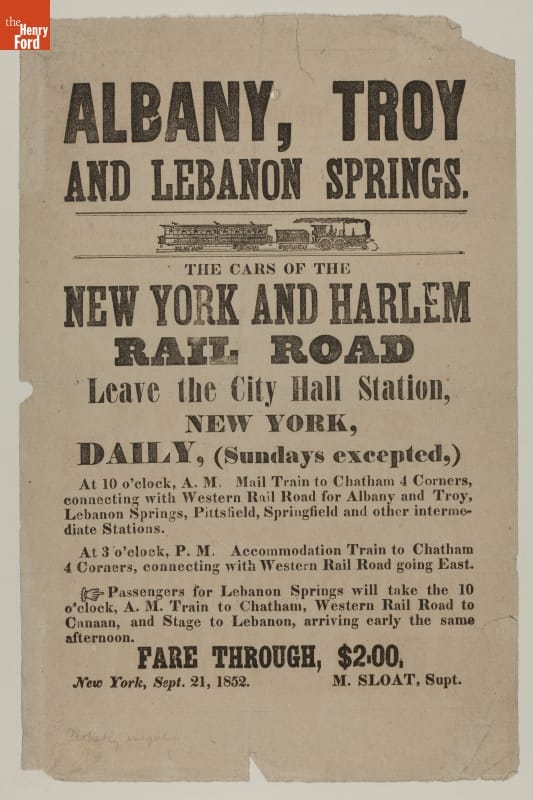 the
Henry
Ford
ALBANY, TROY
AND LEBANON SPRINGS.
THE CARS OF THE
NEW YORK AND HARLEM
RAIL ROAD
Leave the City Hall Station,
NEW YORK,
DAILY, (Sundays excepted,)
At 10 o'clock, A. M. Mail Train to Chatham 4 Corners,
connecting with Western Rail Road for Albany and Troy,
Lebanon Springs, Pittsfield, Springfield and other interme-
diate Stations.
At 3 o'clock, P. M. Accommodation Train to Chatham
4 Corners, connecting with Western Rail Road going East.
☞ Passengers for Lebanon Springs will take the 10
o'clock, A. M. Train to Chatham, Western Rail Road to
Canaan, and Stage to Lebanon, arriving early the same
afternoon.
FARE THROUGH, $2.00.
New York, Sept. 21, 1852. M. SLOAT, Supt.
Probably unique